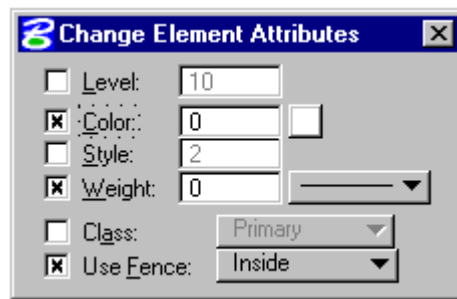 Change Element Attributes
Level: 10
Color: 0
Style: 2
Weight: 0
Class: Primary
Use Fence: Inside